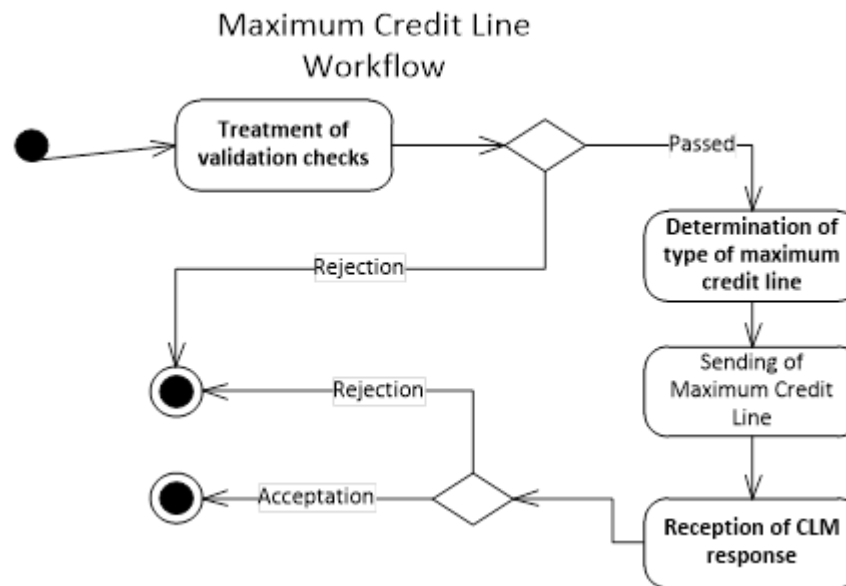 Maximum Credit Line
Workflow
Treatment of
validation checks
Passed
Determination of
type of maximum
credit line
Rejection
Sending of
Maximum Credit
Line
Rejection
Acceptation
Reception of CLM
response